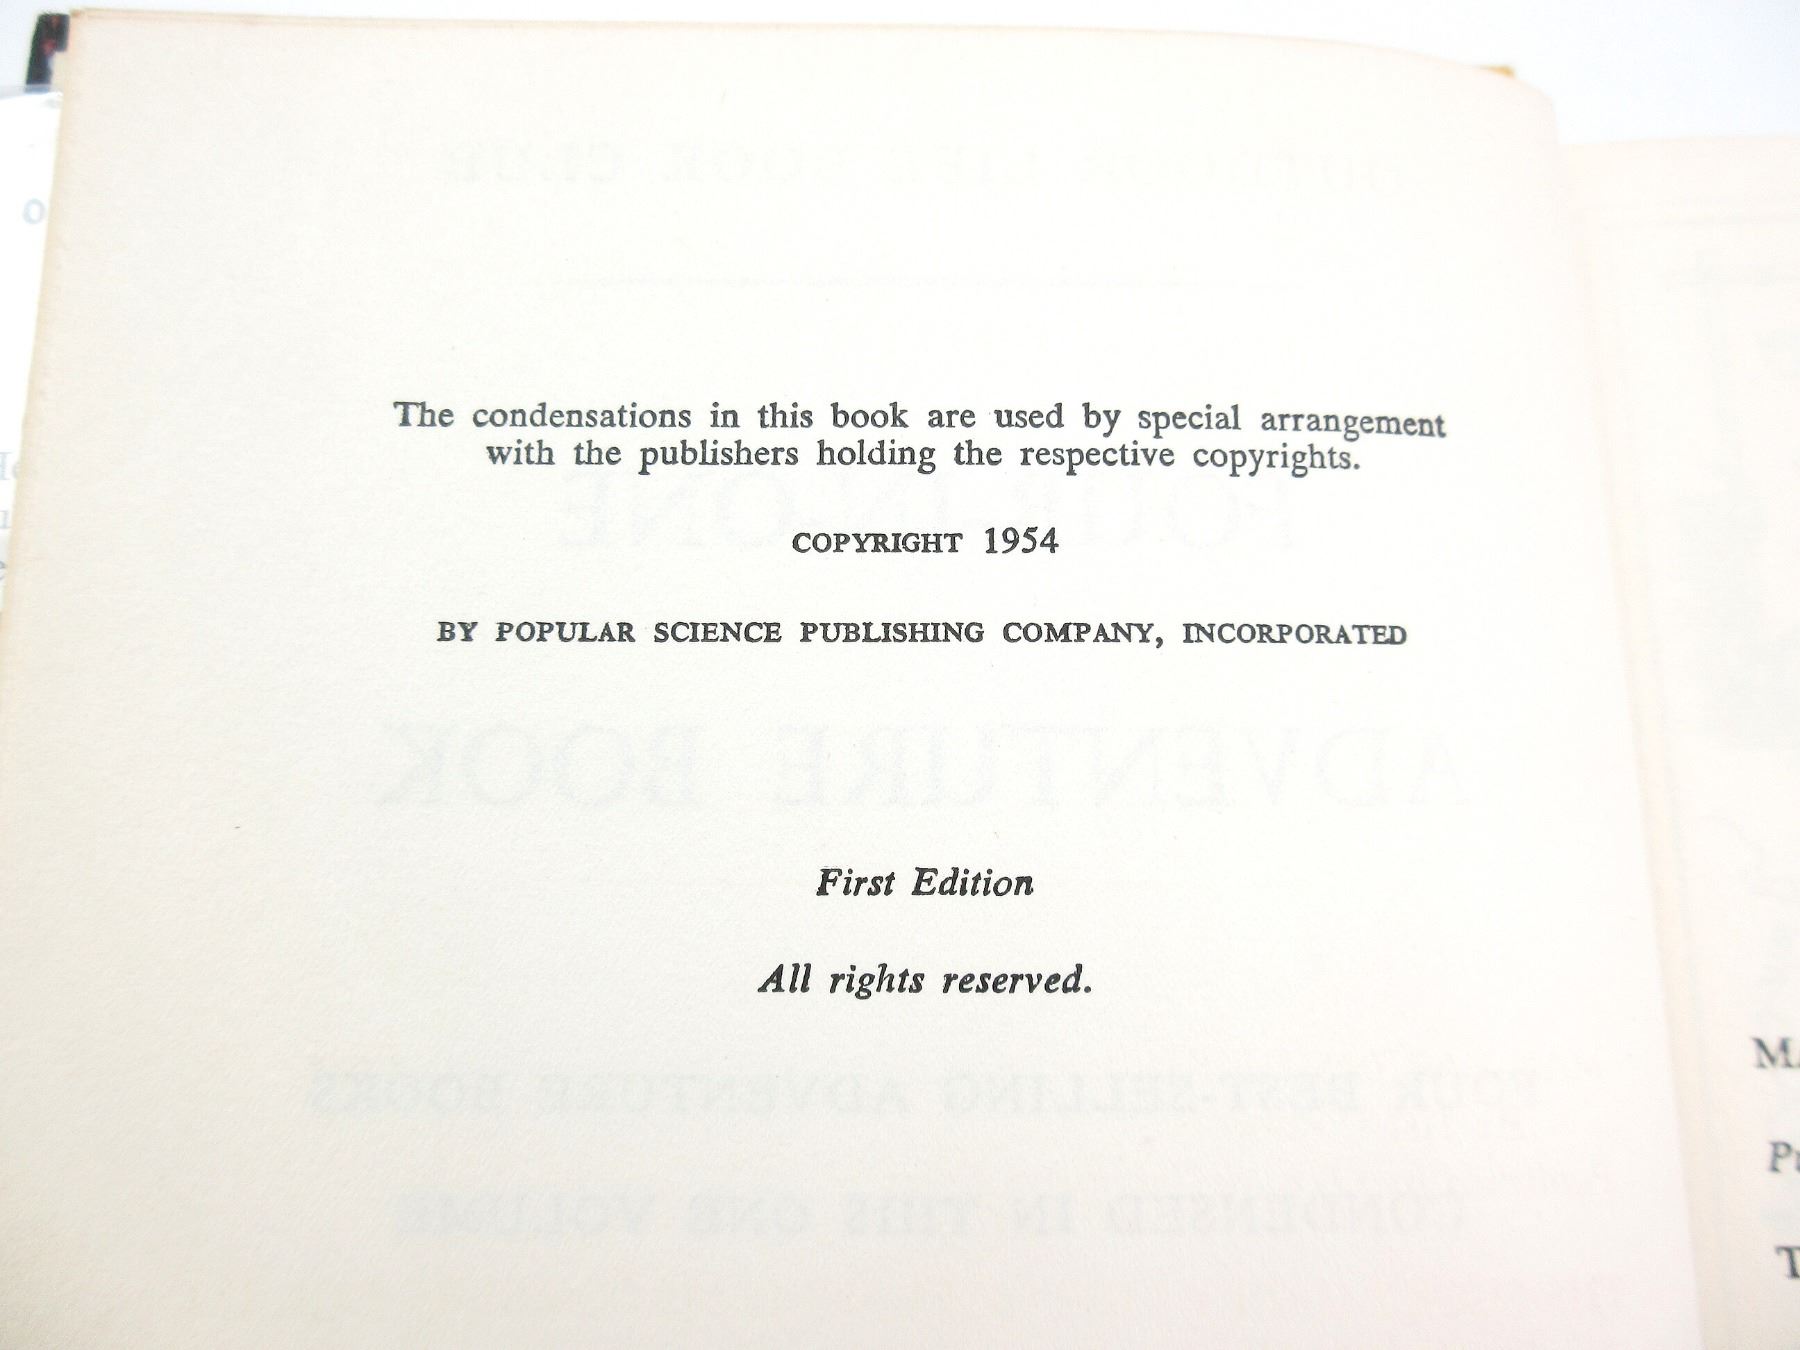 The condensations in this book are used by special arrangement
with the publishers holding the respective copyrights.
COPYRIGHT 1954
BY POPULAR SCIENCE PUBLISHING COMPANY, INCORPORATED
First Edition
All rights reserved.